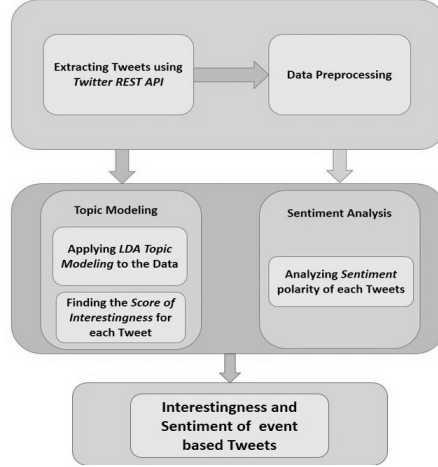 Extracting Tweets using
Twitter REST API
Data Preprocessing
Topic Modeling
Applying LDA Topic
Modeling to the Data
Finding the Score of
Interestingness for
each Tweet
Sentiment Analysis
Analyzing Sentiment
polarity of each Tweets
Interestingness and
Sentiment of event
based Tweets